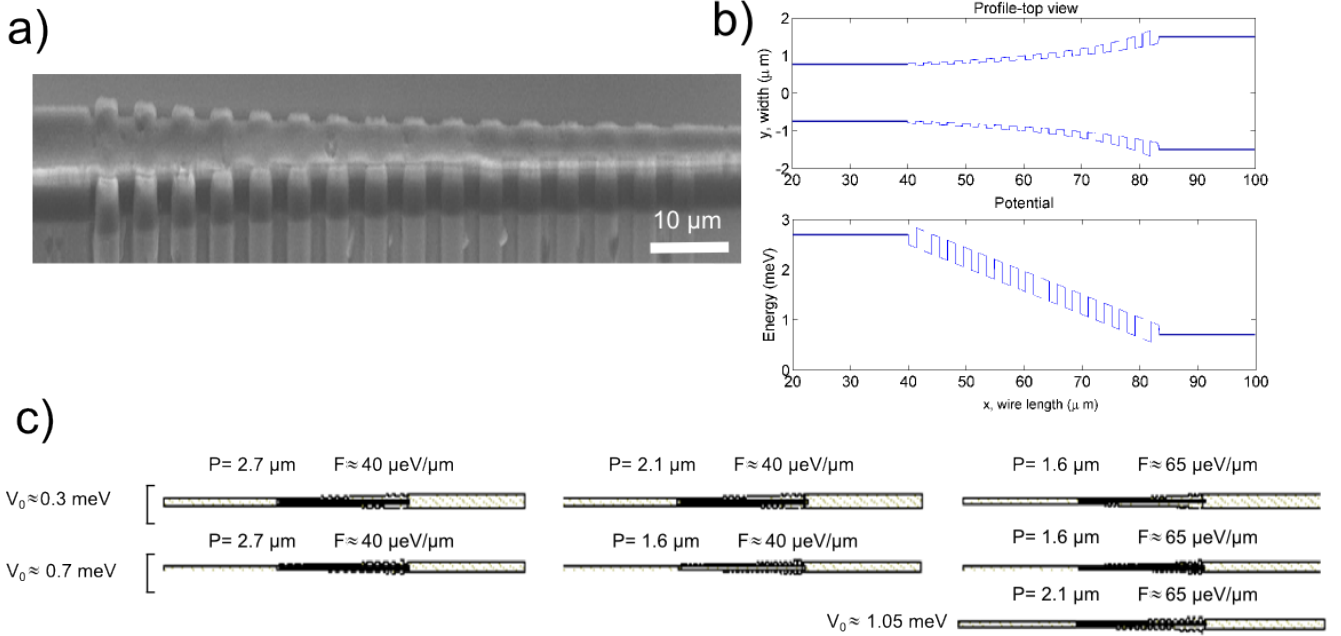 a)
10 µm
b)
Profile-top view
y, width (µ m)
2
1
0
-1
-2
20 30 40 50 60 70 80 90 100
Potential
Energy (meV)
3
2
1
0
20 30 40 50 60 70 80 90 100
x, wire length (µ m)
c)
P= 2.7 µm F≈ 40 µeV/µm P= 2.1 µm F≈ 40 µeV/µm P= 1.6 µm F≈ 65 µeV/µm
V₀≈0.3 meV
P= 2.7 µm F≈ 40 µeV/µm P= 1.6 µm F≈ 40 µeV/µm P= 1.6 µm F≈ 65 µeV/µm
V₀≈ 0.7 meV
P= 2.1 µm F≈ 65 µeV/µm
V₀≈ 1.05 meV